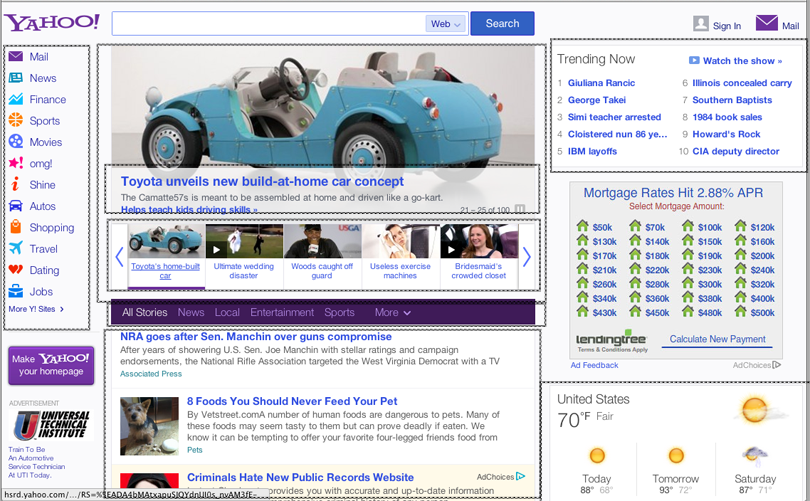 YAHOO!
Web
Search
Sign In
Mail
Mail
News
Finance
Sports
Movies
omg!
Shine
Autos
Shopping
Travel
Dating
Jobs
More Y! Sites >
Make YAHOO!
your homepage
ADVERTISEMENT
UNIVERSAL
TECHNICAL
INSTITUTE
Train To Be
An Automotive
Service Technician
At UTI Today.
Toyota unveils new build-at-home car concept
The Camatte57s is meant to be assembled at home and driven like a go-kart.
Helps teach kids driving skills »
21 – 25 of 100
USGA
Toyota's home-built
car
Ultimate wedding
disaster
Woods caught off
guard
Useless exercise
machines
Bridesmaid's
crowded closet
All Stories News Local Entertainment Sports More
NRA goes after Sen. Manchin over guns compromise
After years of showering U.S. Sen. Joe Manchin with stellar ratings and campaign
endorsements, the National Rifle Association targeted the West Virginia Democrat with a TV
Associated Press
8 Foods You Should Never Feed Your Pet
By Vetstreet.comA number of human foods are dangerous to pets. Many of
these foods may seem tasty to them but can prove deadly if eaten. We
know it can be tempting to offer your favorite four-legged friends food from
Pets
Criminals Hate New Public Records Website
AdChoices
provides you with accurate and up-to-date information
Trending Now
Watch the show »
1 Giuliana Rancic
2 George Takei
3 Simi teacher arrested
4 Cloistered nun 86 ye...
5 IBM layoffs
6 Illinois concealed carry
7 Southern Baptists
8 1984 book sales
9 Howard's Rock
10 CIA deputy director
Mortgage Rates Hit 2.88% APR
Select Mortgage Amount:
$50k $70k $100k $120k
$130k $140k $150k $160k
$170k $180k $190k $200k
$210k $220k $230k $240k
$260k $280k $300k $320k
$340k $360k $380k $400k
$430k $450k $480k $500k
lendingtree
Terms & Conditions Apply
Calculate New Payment
Ad Feedback
AdChoices
United States
70°F Fair
Today
88° 68°
Tomorrow
93° 72°
Saturday
87° 71°